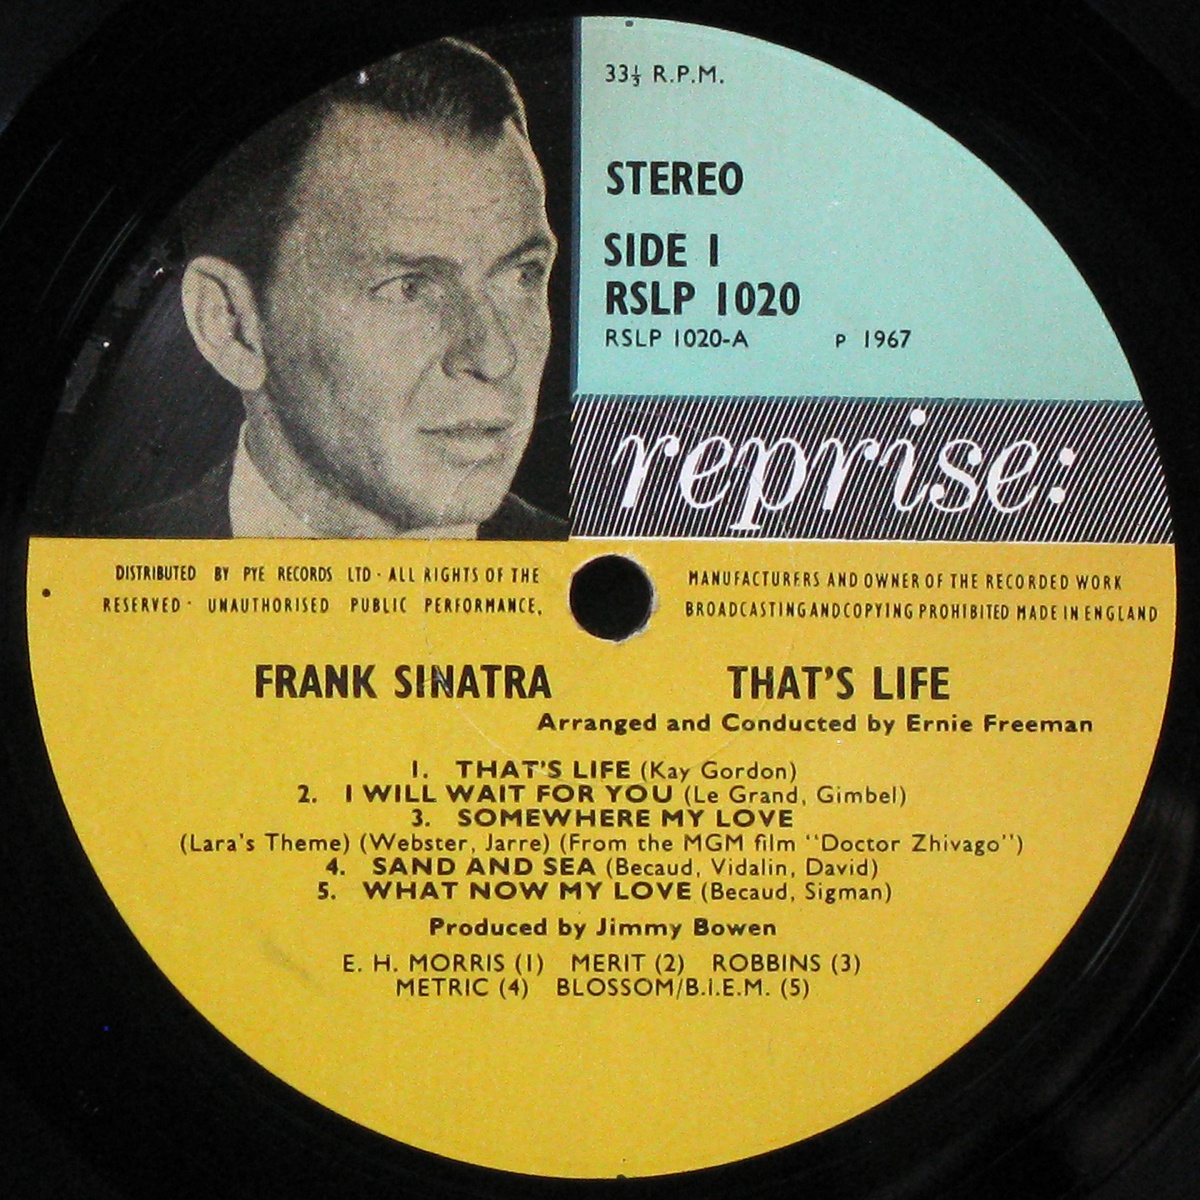 33⅓ R.P.M.
STEREO
SIDE 1
RSLP 1020
RSLP 1020-A P 1967
reprise:
DISTRIBUTED BY PYE RECORDS LTD · ALL RIGHTS OF THE MANUFACTURERS AND OWNER OF THE RECORDED WORK
RESERVED · UNAUTHORISED PUBLIC PERFORMANCE, BROADCASTING AND COPYING PROHIBITED MADE IN ENGLAND
FRANK SINATRA THAT'S LIFE
Arranged and Conducted by Ernie Freeman
1. THAT'S LIFE (Kay Gordon)
2. I WILL WAIT FOR YOU (Le Grand, Gimbel)
3. SOMEWHERE MY LOVE
(Lara's Theme) (Webster, Jarre) (From the MGM film "Doctor Zhivago")
4. SAND AND SEA (Becaud, Vidalin, David)
5. WHAT NOW MY LOVE (Becaud, Sigman)
Produced by Jimmy Bowen
E. H. MORRIS (1) MERIT (2) ROBBINS (3)
METRIC (4) BLOSSOM/B.I.E.M. (5)